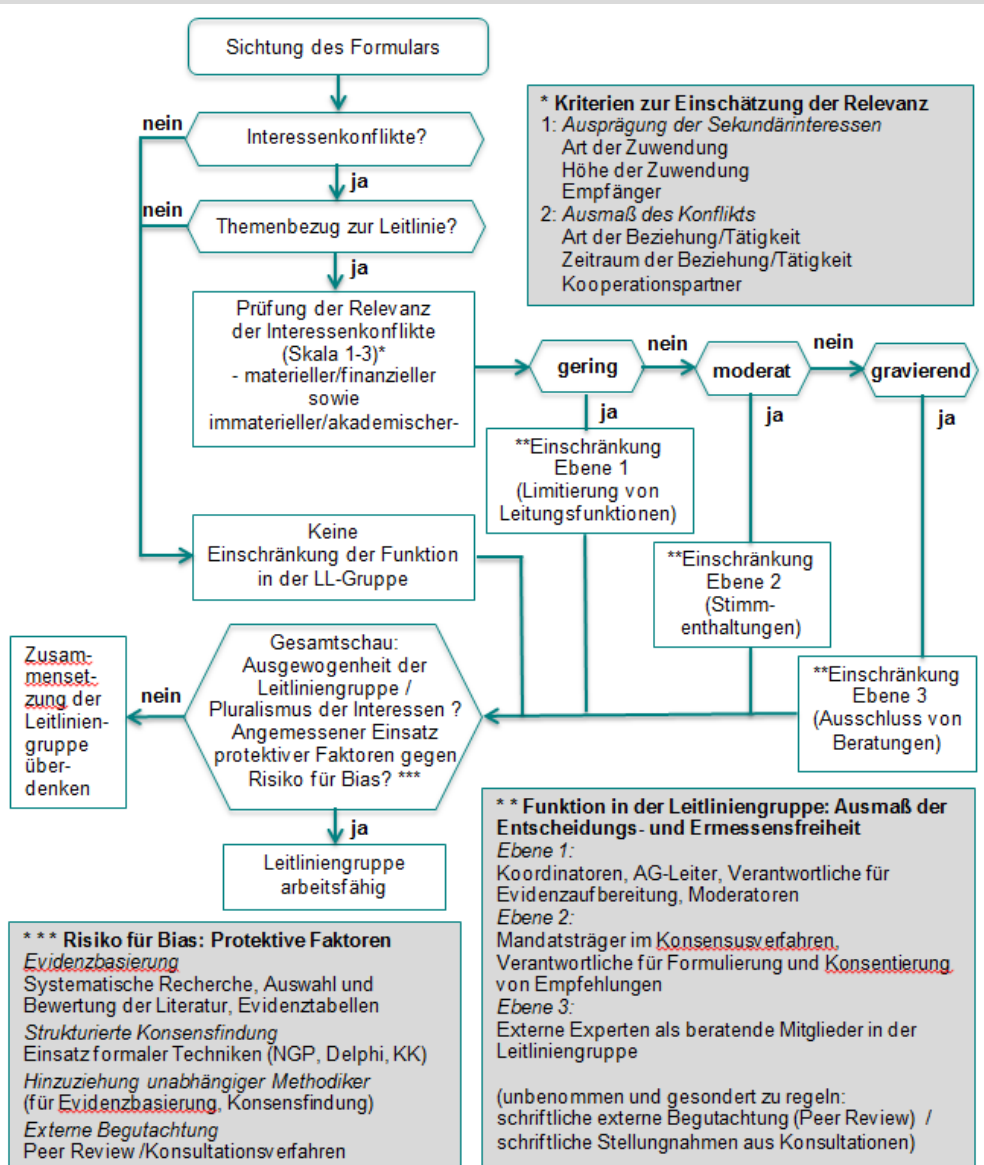 Sichtung des Formulars
nein
Interessenkonflikte?
ja
nein
Themenbezug zur Leitlinie?
ja
Prüfung der Relevanz
der Interessenkonflikte
(Skala 1-3)*
- materieller/finanzieller
sowie
immaterieller/akademischer-
* Kriterien zur Einschätzung der Relevanz
1: Ausprägung der Sekundärinteressen
Art der Zuwendung
Höhe der Zuwendung
Empfänger
2: Ausmaß des Konflikts
Art der Beziehung/Tätigkeit
Zeitraum der Beziehung/Tätigkeit
Kooperationspartner
gering
nein
moderat
nein
gravierend
ja
ja
ja
**Einschränkung
Ebene 1
(Limitierung von
Leitungsfunktionen)
**Einschränkung
Ebene 2
(Stimm-
enthaltungen)
**Einschränkung
Ebene 3
(Ausschluss von
Beratungen)
Keine
Einschränkung der Funktion
in der LL-Gruppe
Gesamtschau:
Ausgewogenheit der
Leitliniengruppe /
Pluralismus der Interessen ?
Angemessener Einsatz
protektiver Faktoren gegen
Risiko für Bias? ***
nein
Zusam-
menset-
zung der
Leitlinien-
gruppe
über-
denken
ja
Leitliniengruppe
arbeitsfähig
* * Funktion in der Leitliniengruppe: Ausmaß der
Entscheidungs- und Ermessensfreiheit
Ebene 1:
Koordinatoren, AG-Leiter, Verantwortliche für
Evidenzaufbereitung, Moderatoren
Ebene 2:
Mandatsträger im Konsensusverfahren,
Verantwortliche für Formulierung und Konsentierung
von Empfehlungen
Ebene 3:
Externe Experten als beratende Mitglieder in der
Leitliniengruppe
(unbenommen und gesondert zu regeln:
schriftliche externe Begutachtung (Peer Review) /
schriftliche Stellungnahmen aus Konsultationen)
* * * Risiko für Bias: Protektive Faktoren
Evidenzbasierung
Systematische Recherche, Auswahl und
Bewertung der Literatur, Evidenztabellen
Strukturierte Konsensfindung
Einsatz formaler Techniken (NGP, Delphi, KK)
Hinzuziehung unabhängiger Methodiker
(für Evidenzbasierung, Konsensfindung)
Externe Begutachtung
Peer Review /Konsultationsverfahren